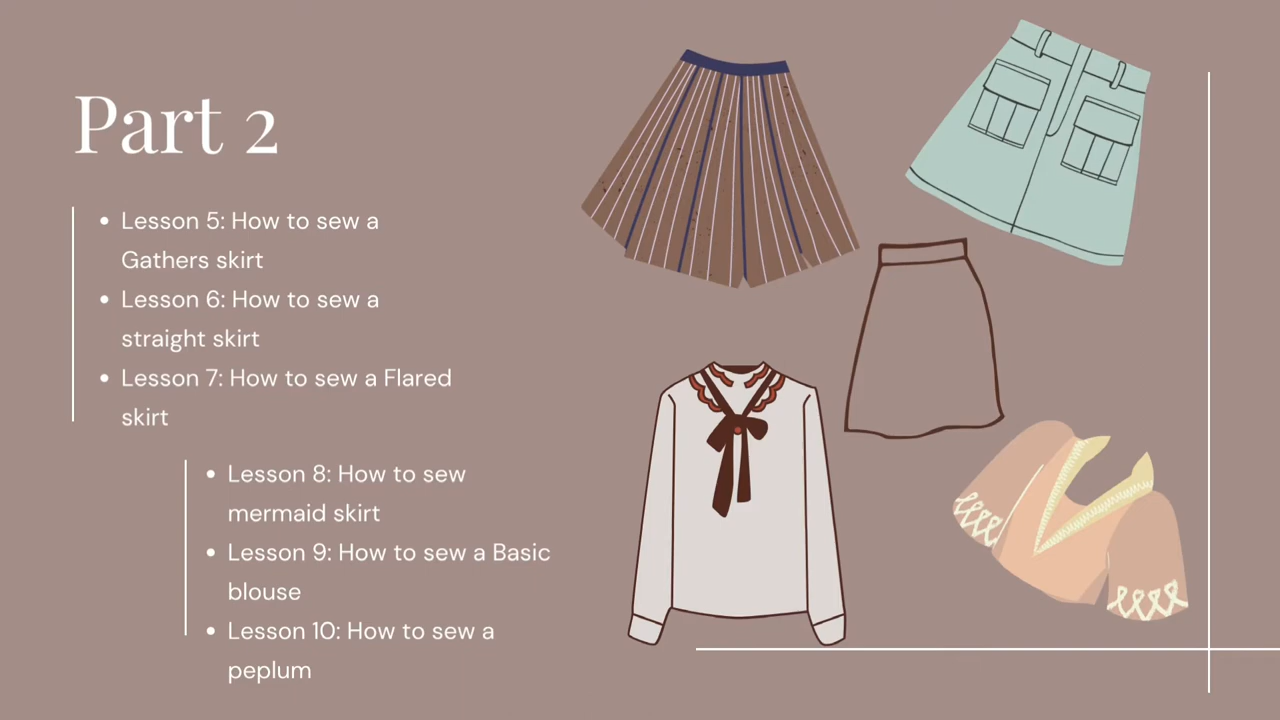 Part 2
Lesson 5: How to sew a
Gathers skirt
Lesson 6: How to sew a
straight skirt
Lesson 7: How to sew a Flared
skirt
Lesson 8: How to sew
mermaid skirt
Lesson 9: How to sew a Basic
blouse
Lesson 10: How to sew a
peplum